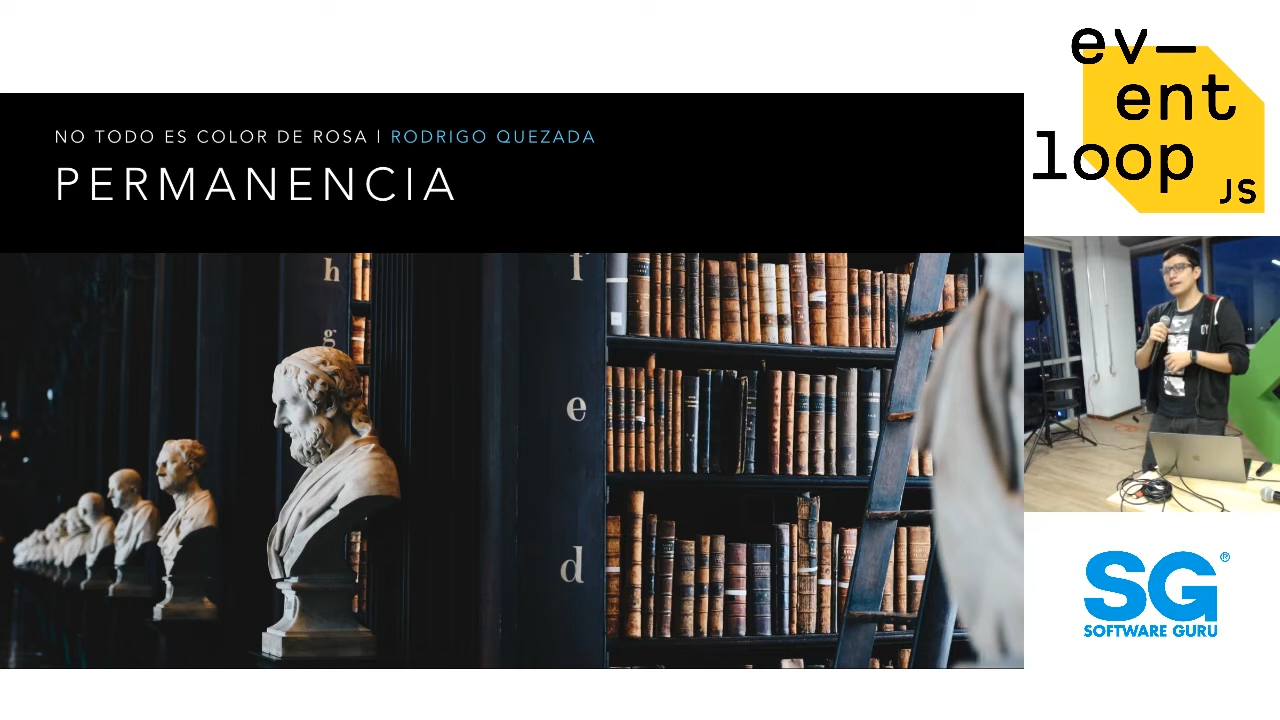 NO TODO ES COLOR DE ROSA | RODRIGO QUEZADA
PERMANENCIA
h
g
f
e
d
ev—
ent
loop
JS
SG®
SOFTWARE GURU